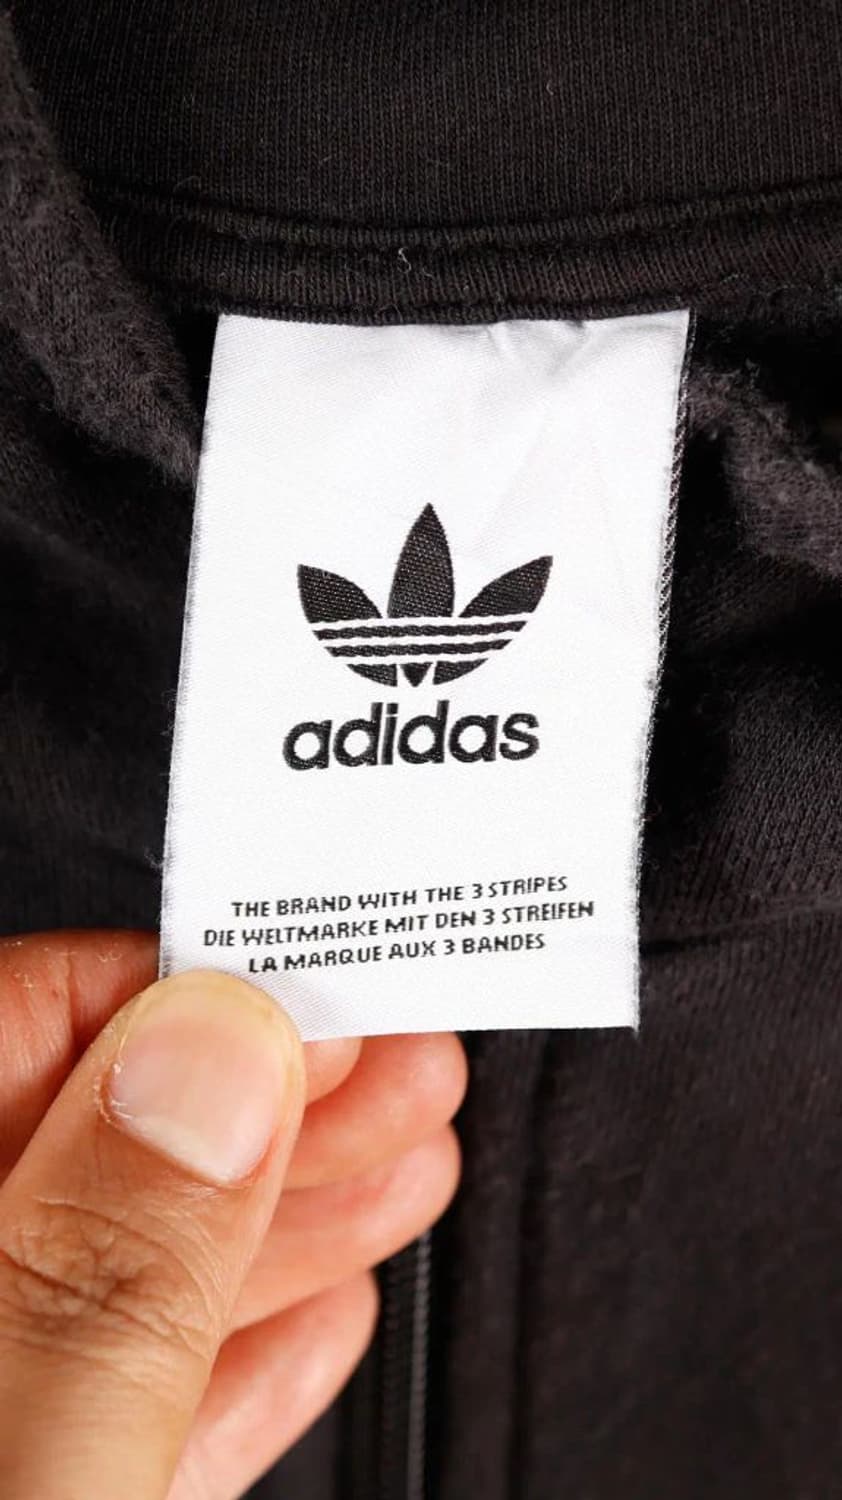 adidas
THE BRAND WITH THE 3 STRIPES
DIE WELTMARKE MIT DEN 3 STREIFEN
LA MARQUE AUX 3 BANDES